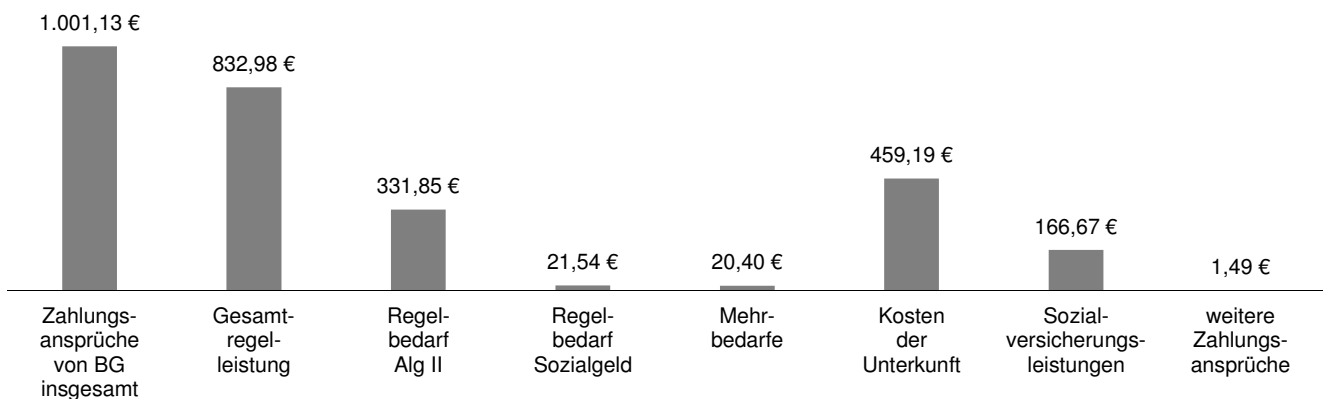 1.001,13 €
832,98 €
331,85 €
21,54 €
20,40 €
459,19 €
166,67 €
1,49 €
Zahlungs-
ansprüche
von BG
insgesamt
Gesamt-
regel-
leistung
Regel-
bedarf
Alg II
Regel-
bedarf
Sozialgeld
Mehr-
bedarfe
Kosten
der
Unterkunft
Sozial-
versicherungs-
leistungen
weitere
Zahlungs-
ansprüche